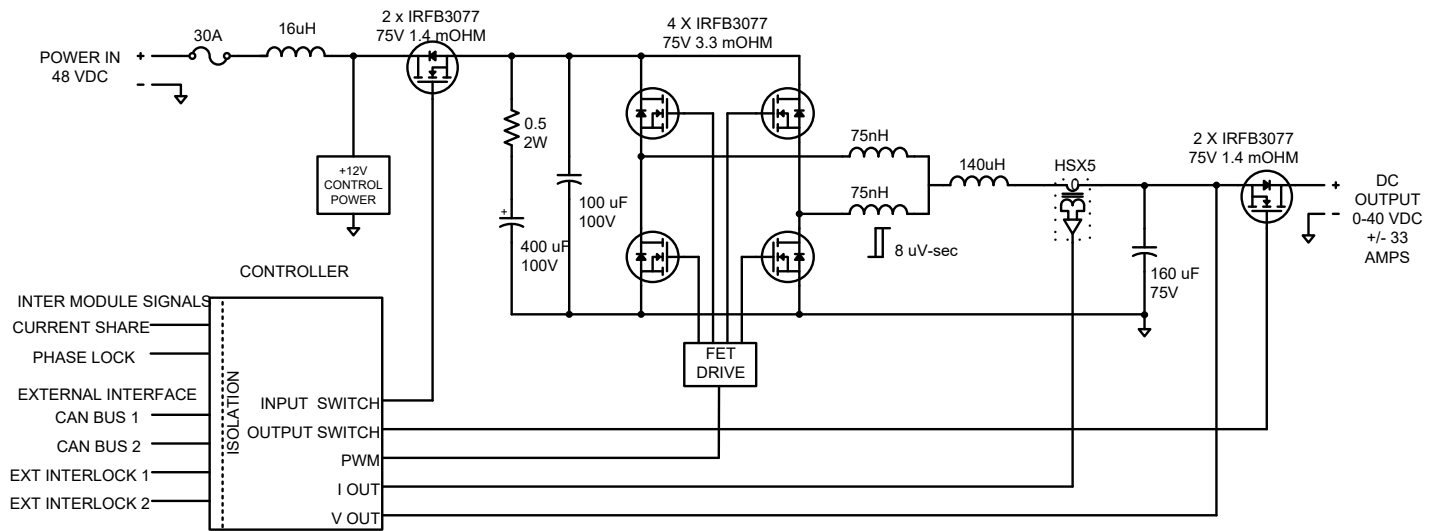 2 x IRFB3077
75V 1.4 mOHM
4 X IRFB3077
75V 3.3 mOHM
30A
16uH
POWER IN
48 VDC
+
-
+12V
CONTROL
POWER
0.5
2W
+
400 uF
100V
100 uF
100V
75nH
75nH
8 uV-sec
140uH
HSX5
160 uF
75V
2 X IRFB3077
75V 1.4 mOHM
+
-
DC
OUTPUT
0-40 VDC
+/- 33
AMPS
FET
DRIVE
CONTROLLER
INTER MODULE SIGNALS
CURRENT SHARE
PHASE LOCK
EXTERNAL INTERFACE
CAN BUS 1
CAN BUS 2
EXT INTERLOCK 1
EXT INTERLOCK 2
ISOLATION
INPUT SWITCH
OUTPUT SWITCH
PWM
I OUT
V OUT